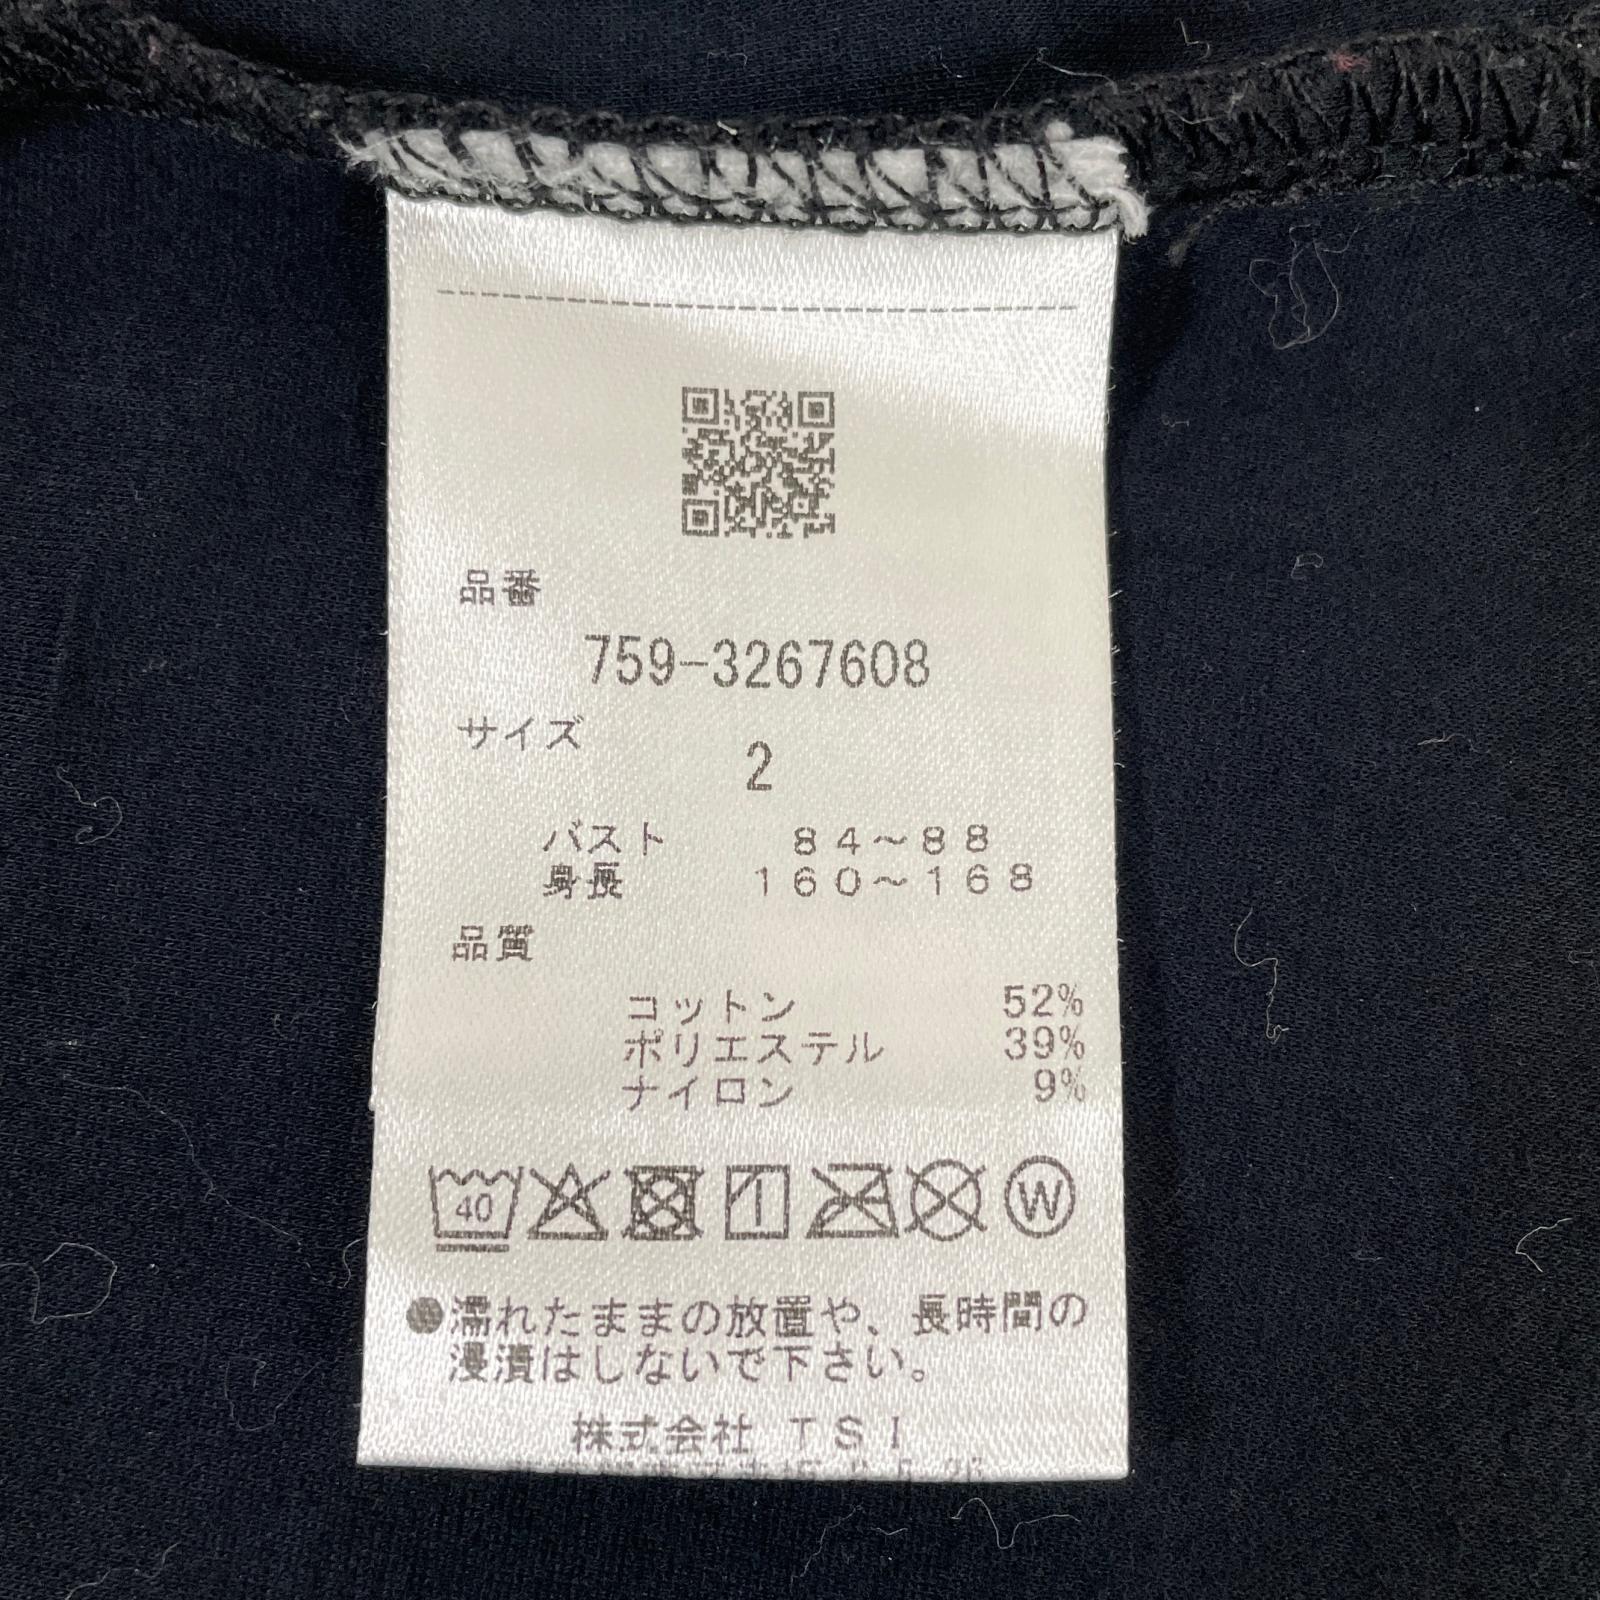 品番
759-3267608
サイズ
2
バスト 84～88
身長 160～168
品質
コットン 52%
ポリエステル 39%
ナイロン 9%
40
W
●濡れたままの放置や、長時間の
浸漬はしないで下さい。
株式会社 TSI